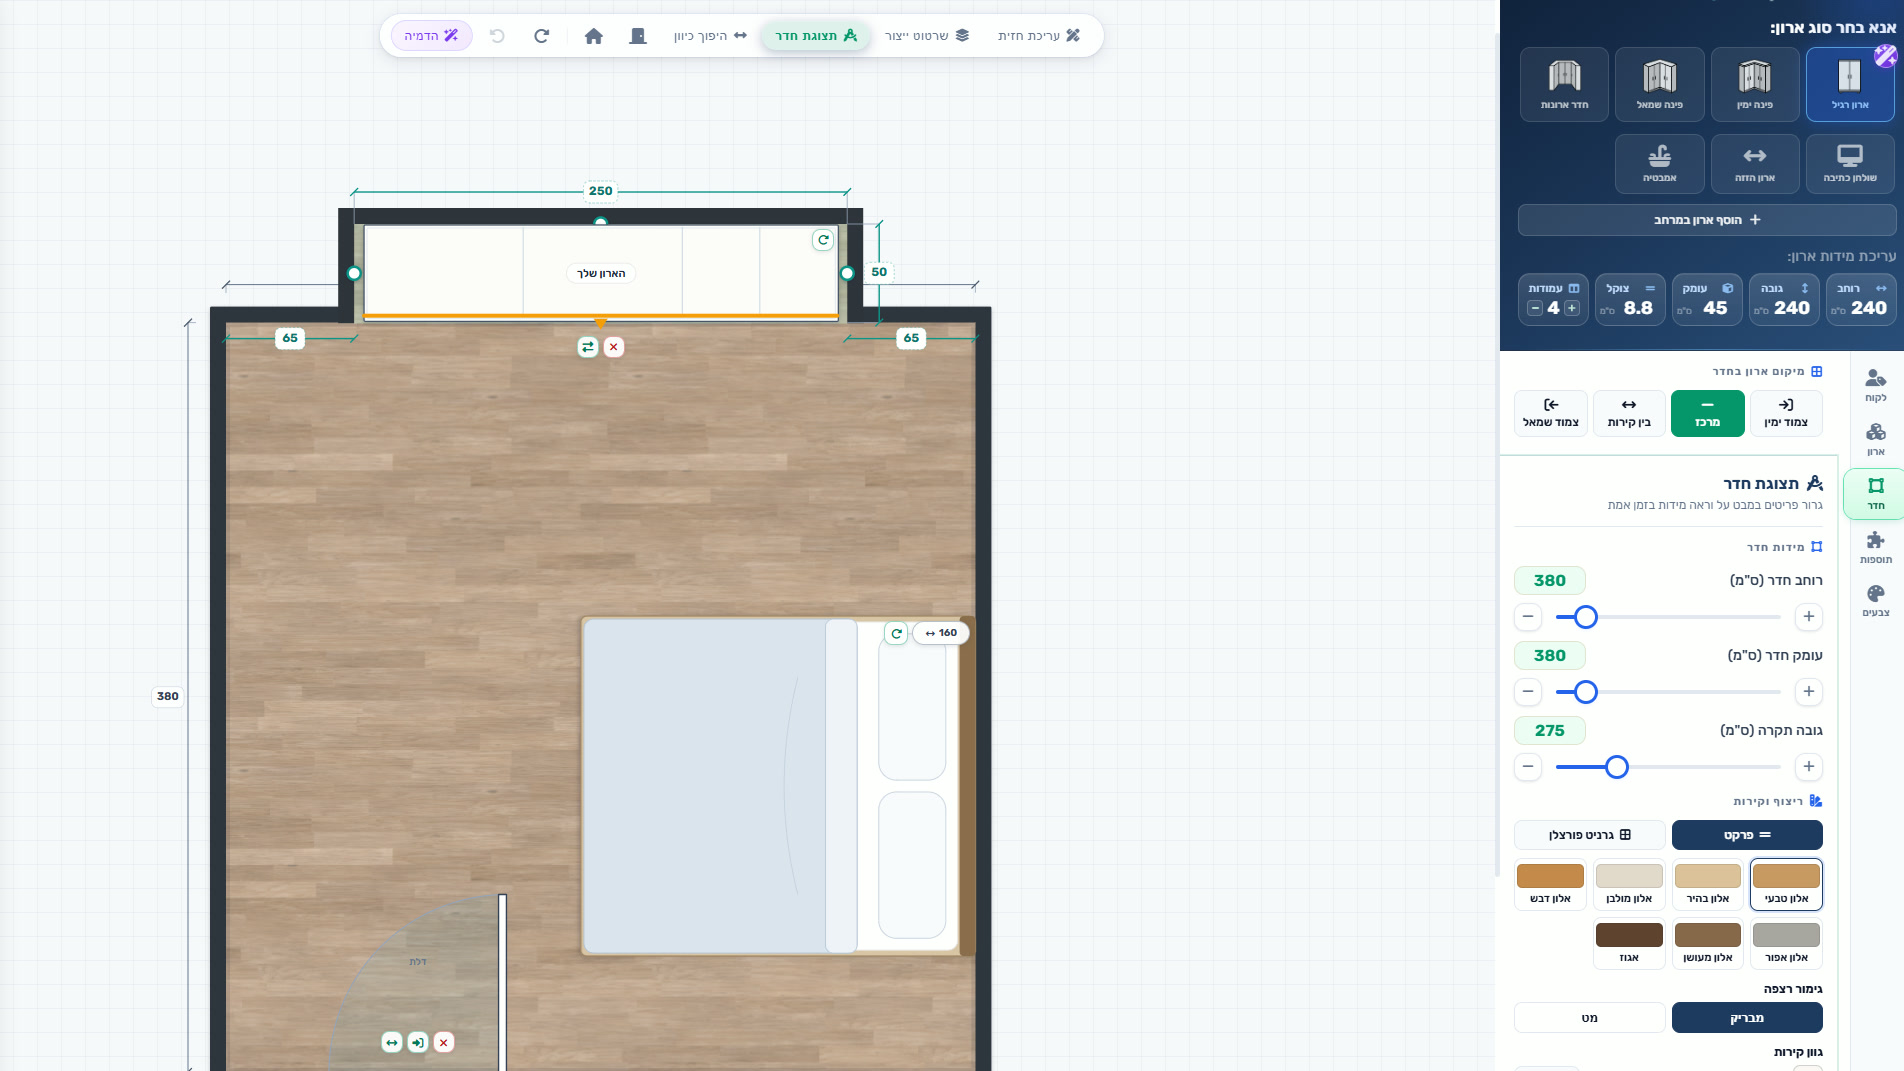 עריכת חזית
שרטוט ייצור
תצוגת חדר
היפוך כיוון
הדמיה
אנא בחר סוג ארון:
ארון רגיל
פינה ימין
פינה שמאל
חדר ארונות
שולחן כתיבה
ארון הזזה
אמבטיה
הוסף ארון במרחב
עריכת מידות ארון:
רוחב
240 ס"מ
גובה
240 ס"מ
עומק
45 ס"מ
צוקל
8.8 ס"מ
עמודות
+ 4 −
לקוח
ארון
חדר
תוספות
צבעים
מיקום ארון בחדר
צמוד ימין
מרכז
בין קירות
צמוד שמאל
תצוגת חדר
גרור פריטים במבט על וראה מידות בזמן אמת
מידות חדר
רוחב חדר (ס"מ)
380
עומק חדר (ס"מ)
380
גובה תקרה (ס"מ)
275
ריצוף וקירות
פרקט
גרניט פורצלן
אלון טבעי
אלון בהיר
אלון מולבן
אלון דבש
אלון אפור
אלון מעושן
אגוז
גימור רצפה
מבריק
מט
גוון קירות
250
הארון שלך
50
65
65
380
160
דלת